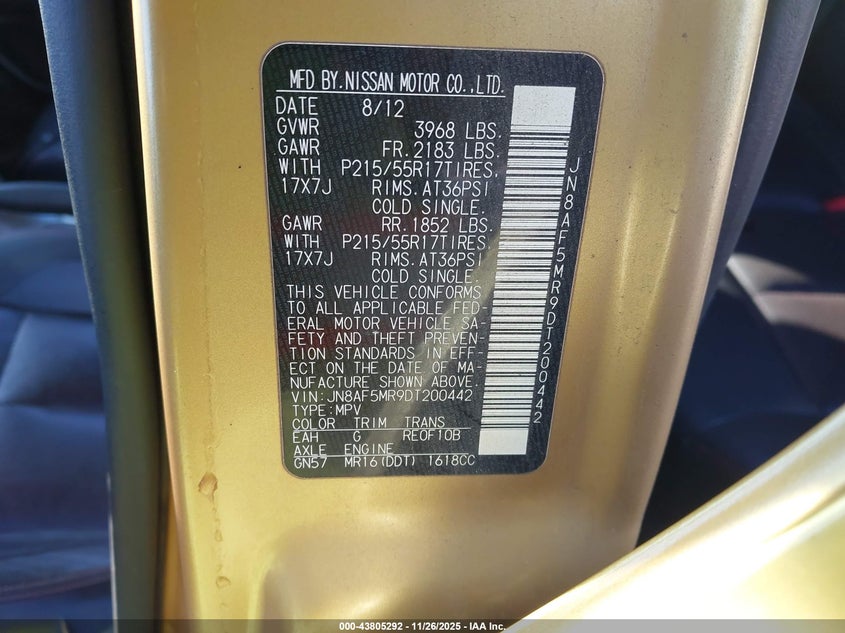 MFD BY.NISSAN MOTOR CO.,LTD.
DATE 8/12
GVWR 3968 LBS.
GAWR FR.2183 LBS.
WITH P215/55R17TIRES,
17X7J RIMS.AT36PSI
COLD SINGLE.
GAWR RR.1852 LBS.
WITH P215/55R17TIRES,
17X7J RIMS.AT36PSI
COLD SINGLE.
THIS VEHICLE CONFORMS
TO ALL APPLICABLE FED-
ERAL MOTOR VEHICLE SA-
FETY AND THEFT PREVEN-
TION STANDARDS IN EFF-
ECT ON THE DATE OF MA-
NUFACTURE SHOWN ABOVE.
VIN:JN8AF5MR9DT200442
TYPE:MPV
COLOR TRIM TRANS
EAH G RE0F10B
AXLE ENGINE
GN57 MR16(DDT) 1618CC
JN8AF5MR9DT200442
000-43805292 - 11/26/2025 - IAA Inc.